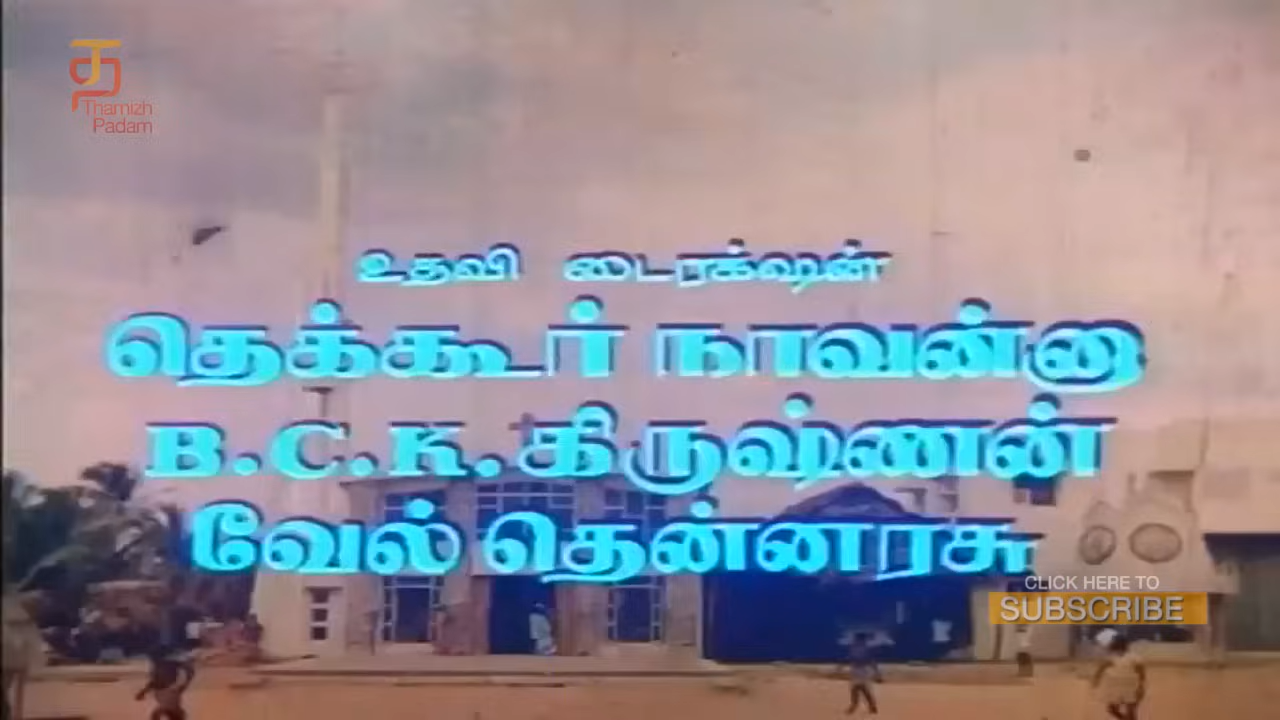 த
Thamizh
Padam
உதவி டைரக்ஷன்
தெக்கூர் நாவன்னா
B.C.K. கிருஷ்ணன்
வேல் தென்னரசு
CLICK HERE TO
SUBSCRIBE